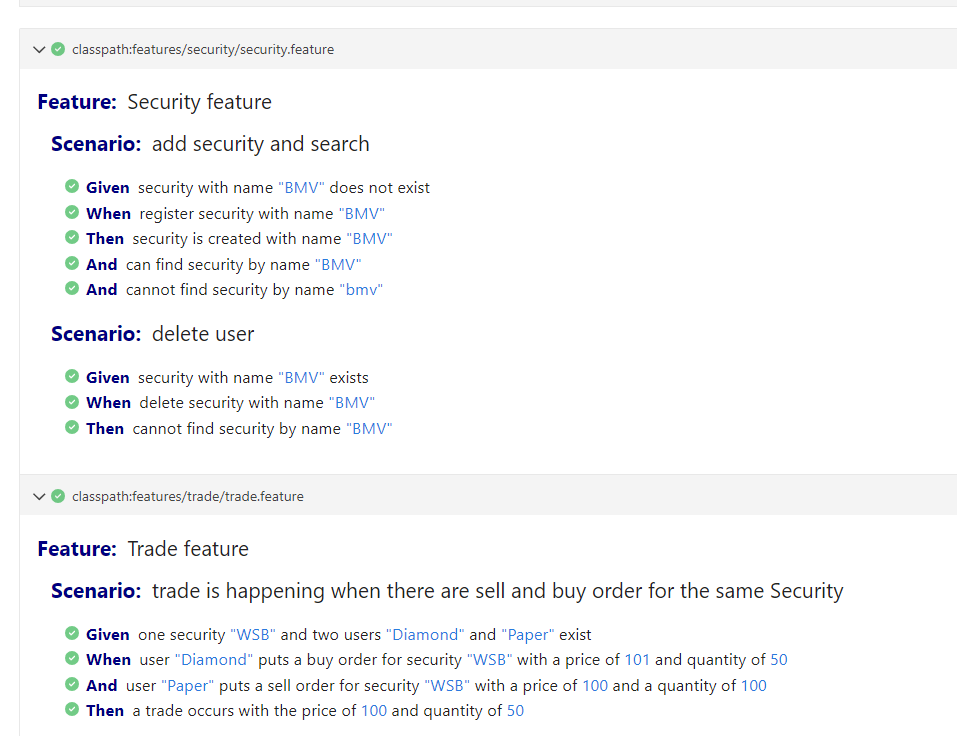 classpath:features/security/security.feature
Feature: Security feature
Scenario: add security and search
Given security with name "BMV" does not exist
When register security with name "BMV"
Then security is created with name "BMV"
And can find security by name "BMV"
And cannot find security by name "bmv"
Scenario: delete user
Given security with name "BMV" exists
When delete security with name "BMV"
Then cannot find security by name "BMV"
classpath:features/trade/trade.feature
Feature: Trade feature
Scenario: trade is happening when there are sell and buy order for the same Security
Given one security "WSB" and two users "Diamond" and "Paper" exist
When user "Diamond" puts a buy order for security "WSB" with a price of 101 and quantity of 50
And user "Paper" puts a sell order for security "WSB" with a price of 100 and a quantity of 100
Then a trade occurs with the price of 100 and quantity of 50